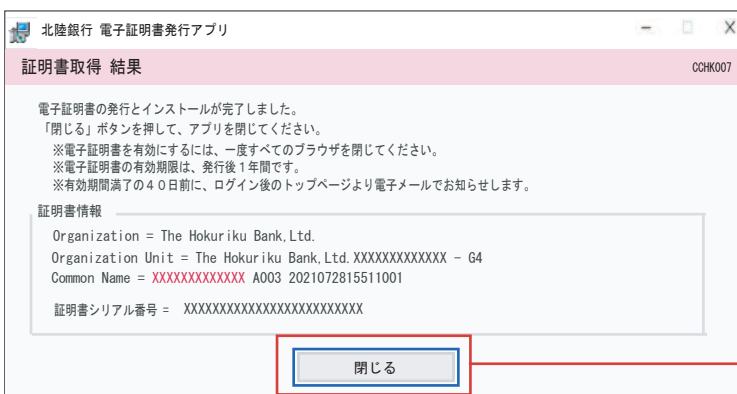 北陸銀行 電子証明書発行アプリ
証明書取得 結果
CCHK007
電子証明書の発行とインストールが完了しました。
「閉じる」ボタンを押して、アプリを閉じてください。
※電子証明書を有効にするには、一度すべてのブラウザを閉じてください。
※電子証明書の有効期限は、発行後１年間です。
※有効期間満了の４０日前に、ログイン後のトップページより電子メールでお知らせします。
証明書情報
Organization = The Hokuriku Bank,Ltd.
Organization Unit = The Hokuriku Bank,Ltd.XXXXXXXXXXXXX - G4
Common Name = XXXXXXXXXXXXX A003 2021072815511001
証明書シリアル番号 = XXXXXXXXXXXXXXXXXXXXXXXXX
閉じる